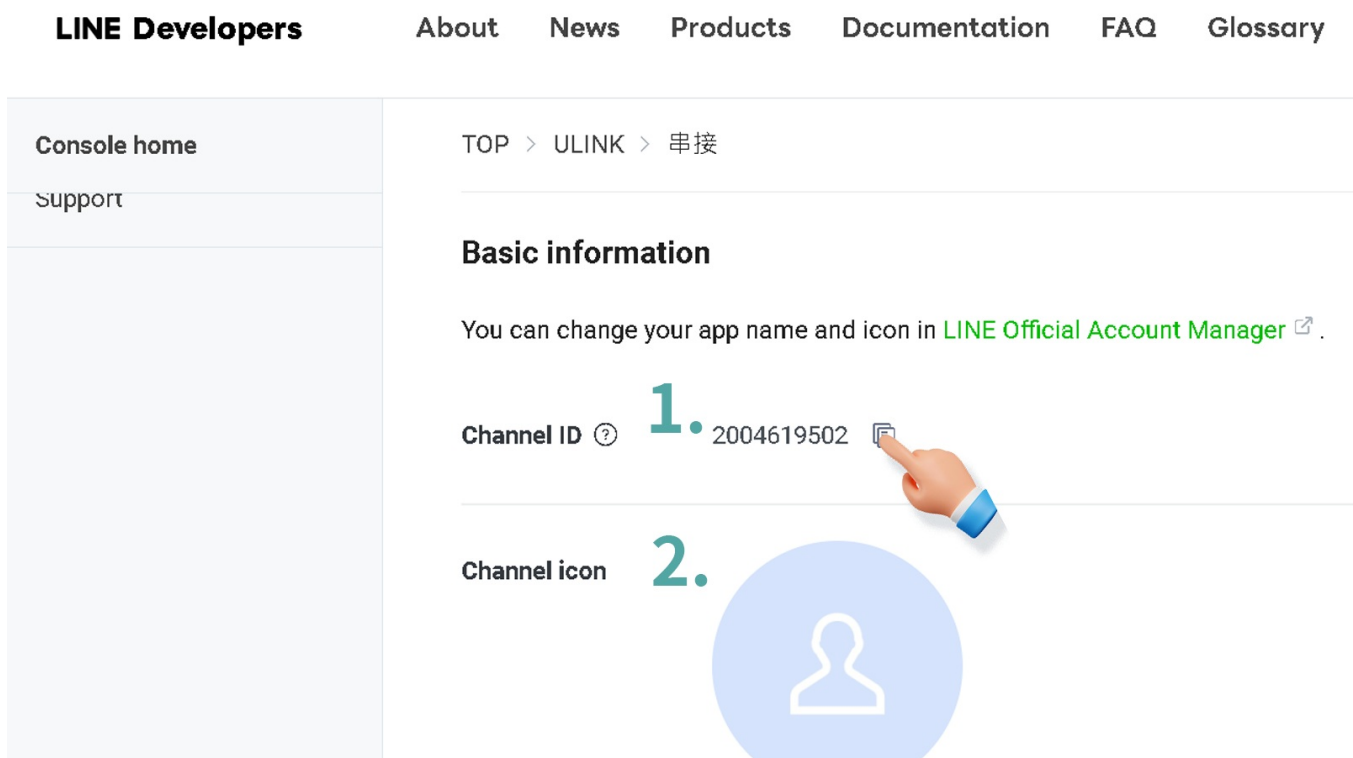 LINE Developers About News Products Documentation FAQ Glossary
Console home
Support
TOP > ULINK > 串接
Basic information
You can change your app name and icon in LINE Official Account Manager .
Channel ID ? 1. 2004619502
Channel icon 2.